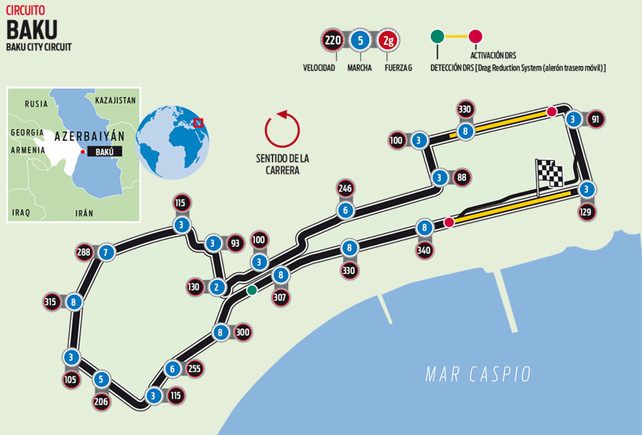 CIRCUITO
BAKU
BAKU CITY CIRCUIT
220 5 2g
VELOCIDAD MARCHA FUERZA G
ACTIVACIÓN DRS
DETECCIÓN DRS [Drag Reduction System (alerón trasero móvil)]
RUSIA
KAZAJISTAN
GEORGIA
AZERBAIYÁN
ARMENIA
BAKÚ
IRAQ
IRÁN
SENTIDO DE LA
CARRERA
330
8
100 3
3 91
3 88
246
6
3
129
115
3
3 93
100
3
288 7
130 2
8
307
8
330
8
340
315 8
8 300
3
105
5
206
6 255
3 115
MAR CASPIO